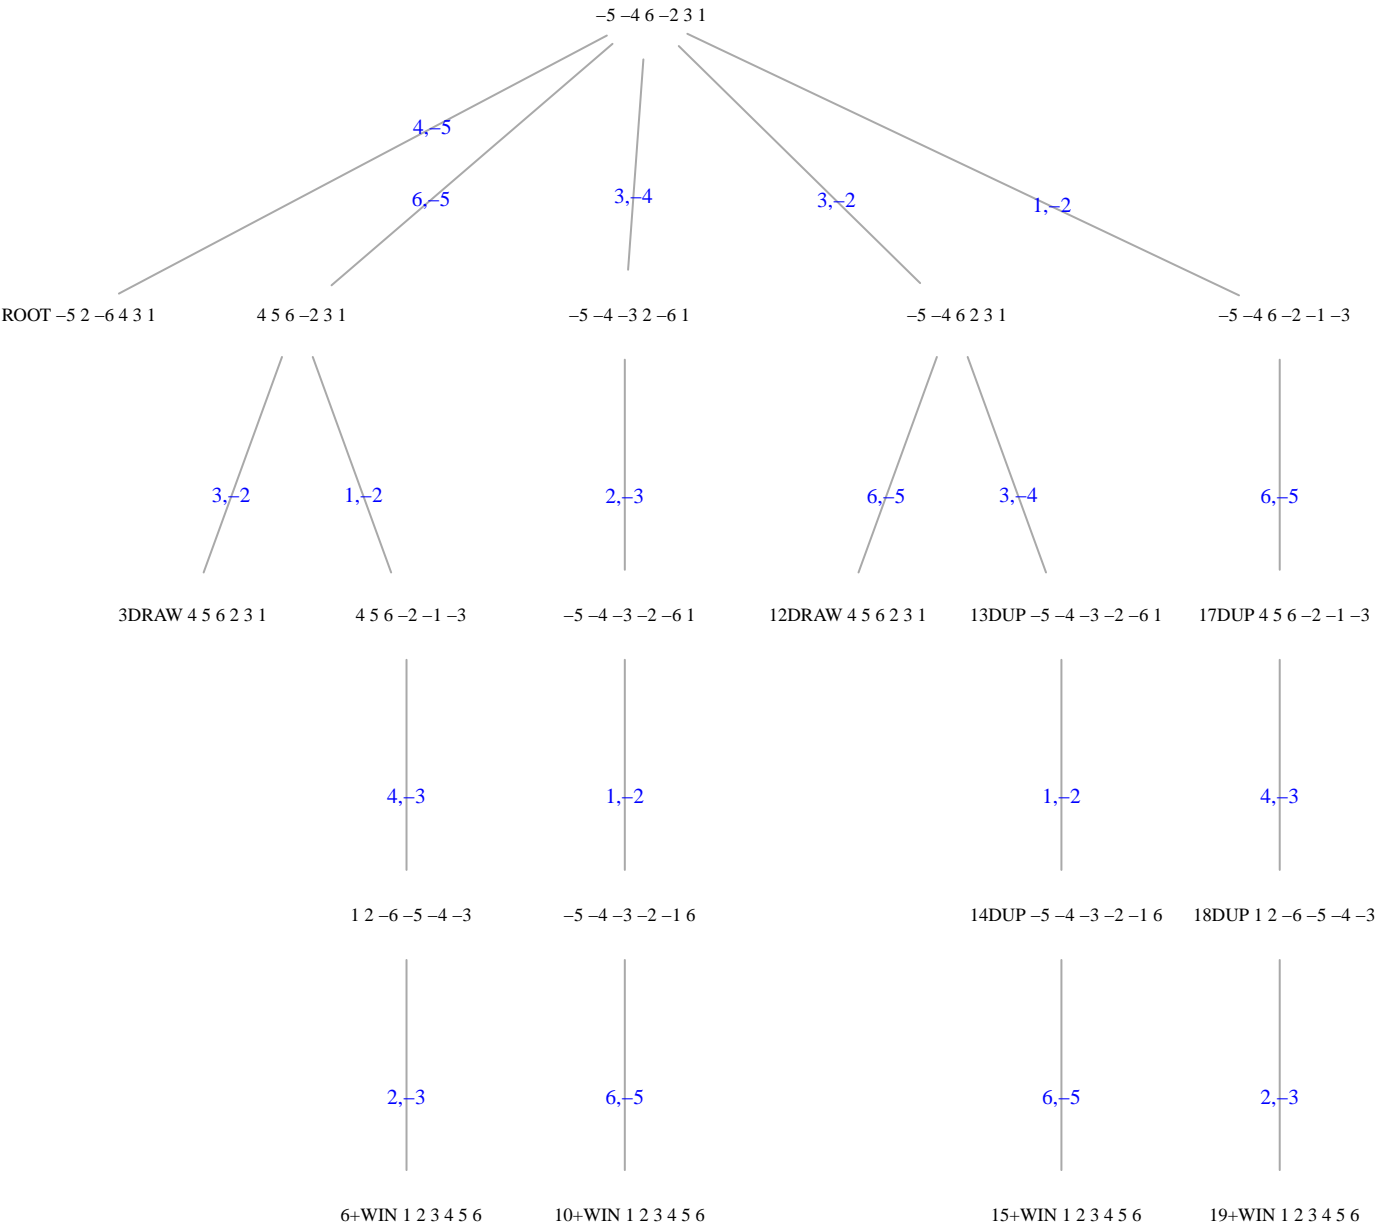 –5 –4 6 –2 3 1
4,–5
6,–5
3,–4
3,–2
1,–2
ROOT –5 2 –6 4 3 1
4 5 6 –2 3 1
–5 –4 –3 2 –6 1
–5 –4 6 2 3 1
–5 –4 6 –2 –1 –3
3,–2
1,–2
2,–3
6,–5
3,–4
6,–5
3DRAW 4 5 6 2 3 1
4 5 6 –2 –1 –3
–5 –4 –3 –2 –6 1
12DRAW 4 5 6 2 3 1
13DUP –5 –4 –3 –2 –6 1
17DUP 4 5 6 –2 –1 –3
4,–3
1,–2
1,–2
4,–3
1 2 –6 –5 –4 –3
–5 –4 –3 –2 –1 6
14DUP –5 –4 –3 –2 –1 6
18DUP 1 2 –6 –5 –4 –3
2,–3
6,–5
6,–5
2,–3
6+WIN 1 2 3 4 5 6
10+WIN 1 2 3 4 5 6
15+WIN 1 2 3 4 5 6
19+WIN 1 2 3 4 5 6